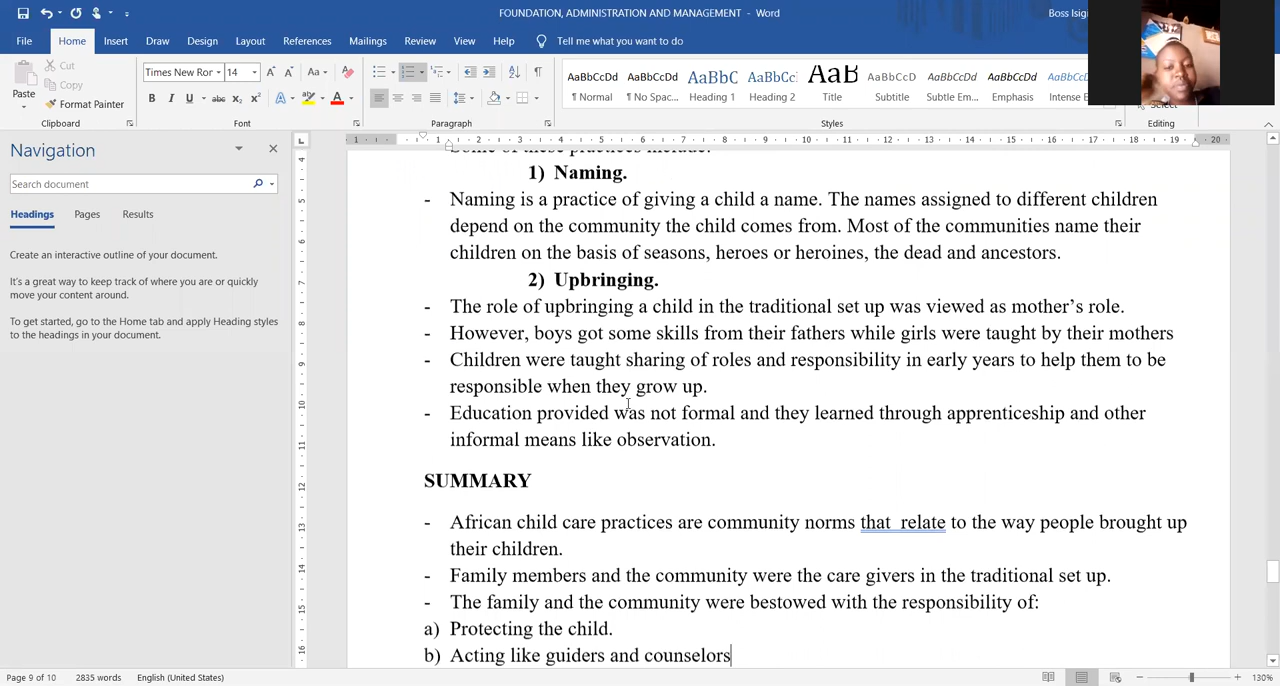 FOUNDATION, ADMINISTRATION AND MANAGEMENT - Word
Boss Isign
File Home Insert Draw Design Layout References Mailings Review View Help Tell me what you want to do
Cut
Copy
Paste
Format Painter
Times New Ror 14
AaBbCcDd AaBbCcDd AaBbC AaBbCc AaB AaBbCcD AaBbCcDd AaBbCcDd AaBbCcDd
¶ Normal ¶ No Spac... Heading 1 Heading 2 Title Subtitle Subtle Em... Emphasis Intense E
Select
Clipboard Font Paragraph Styles Editing
Navigation
Search document
Headings Pages Results
Create an interactive outline of your document.
It's a great way to keep track of where you are or quickly
move your content around.
To get started, go to the Home tab and apply Heading styles
to the headings in your document.
Some of these practices include:
1) Naming.
- Naming is a practice of giving a child a name. The names assigned to different children
depend on the community the child comes from. Most of the communities name their
children on the basis of seasons, heroes or heroines, the dead and ancestors.
2) Upbringing.
- The role of upbringing a child in the traditional set up was viewed as mother's role.
- However, boys got some skills from their fathers while girls were taught by their mothers
- Children were taught sharing of roles and responsibility in early years to help them to be
responsible when they grow up.
- Education provided was not formal and they learned through apprenticeship and other
informal means like observation.
SUMMARY
- African child care practices are community norms that relate to the way people brought up
their children.
- Family members and the community were the care givers in the traditional set up.
- The family and the community were bestowed with the responsibility of:
a) Protecting the child.
b) Acting like guiders and counselors
Page 9 of 10 2835 words English (United States) 130%